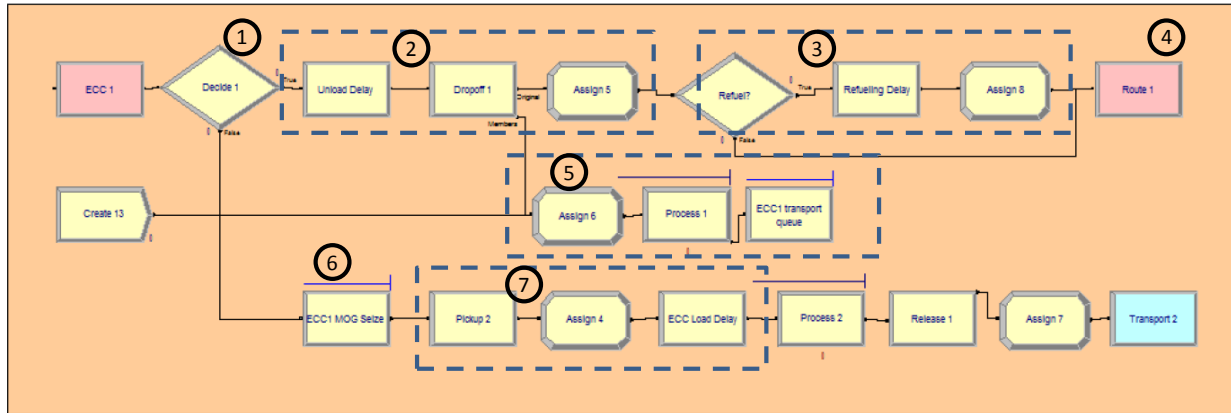 1
2
3
4
ECC 1
Decide 1
True
False
Unload Delay
Dropoff 1
Original
Members
Assign 5
Refuel?
True
False
Refueling Delay
Assign 8
Route 1
5
Create 13
Assign 6
Process 1
ECC1 transport
queue
6
7
ECC1 MOG Seize
Pickup 2
Assign 4
ECC Load Delay
Process 2
Release 1
Assign 7
Transport 2